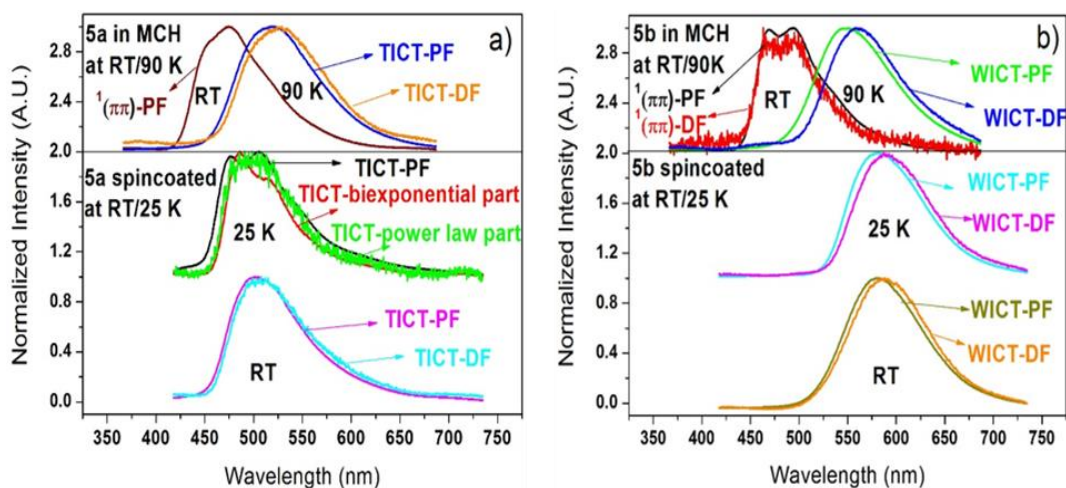 5a in MCH
at RT/90 K
a)
TICT-PF
RT
90 K
TICT-DF
¹(ππ)-PF
5a spincoated
at RT/25 K
TICT-PF
TICT-biexponential part
25 K
TICT-power law part
TICT-PF
TICT-DF
RT
Normalized Intensity (A.U.)
2.8
2.4
2.0
1.6
1.2
0.8
0.4
0.0
350 400 450 500 550 600 650 700 750
Wavelength (nm)
5b in MCH
at RT/90K
b)
WICT-PF
RT
90 K
¹(ππ)-PF
¹(ππ)-DF
WICT-DF
5b spincoated
at RT/25 K
WICT-PF
25 K
WICT-DF
WICT-PF
WICT-DF
RT
Normalized Intensity (A.U.)
2.8
2.4
2.0
1.6
1.2
0.8
0.4
0.0
350 400 450 500 550 600 650 700 750
Wavelength (nm)